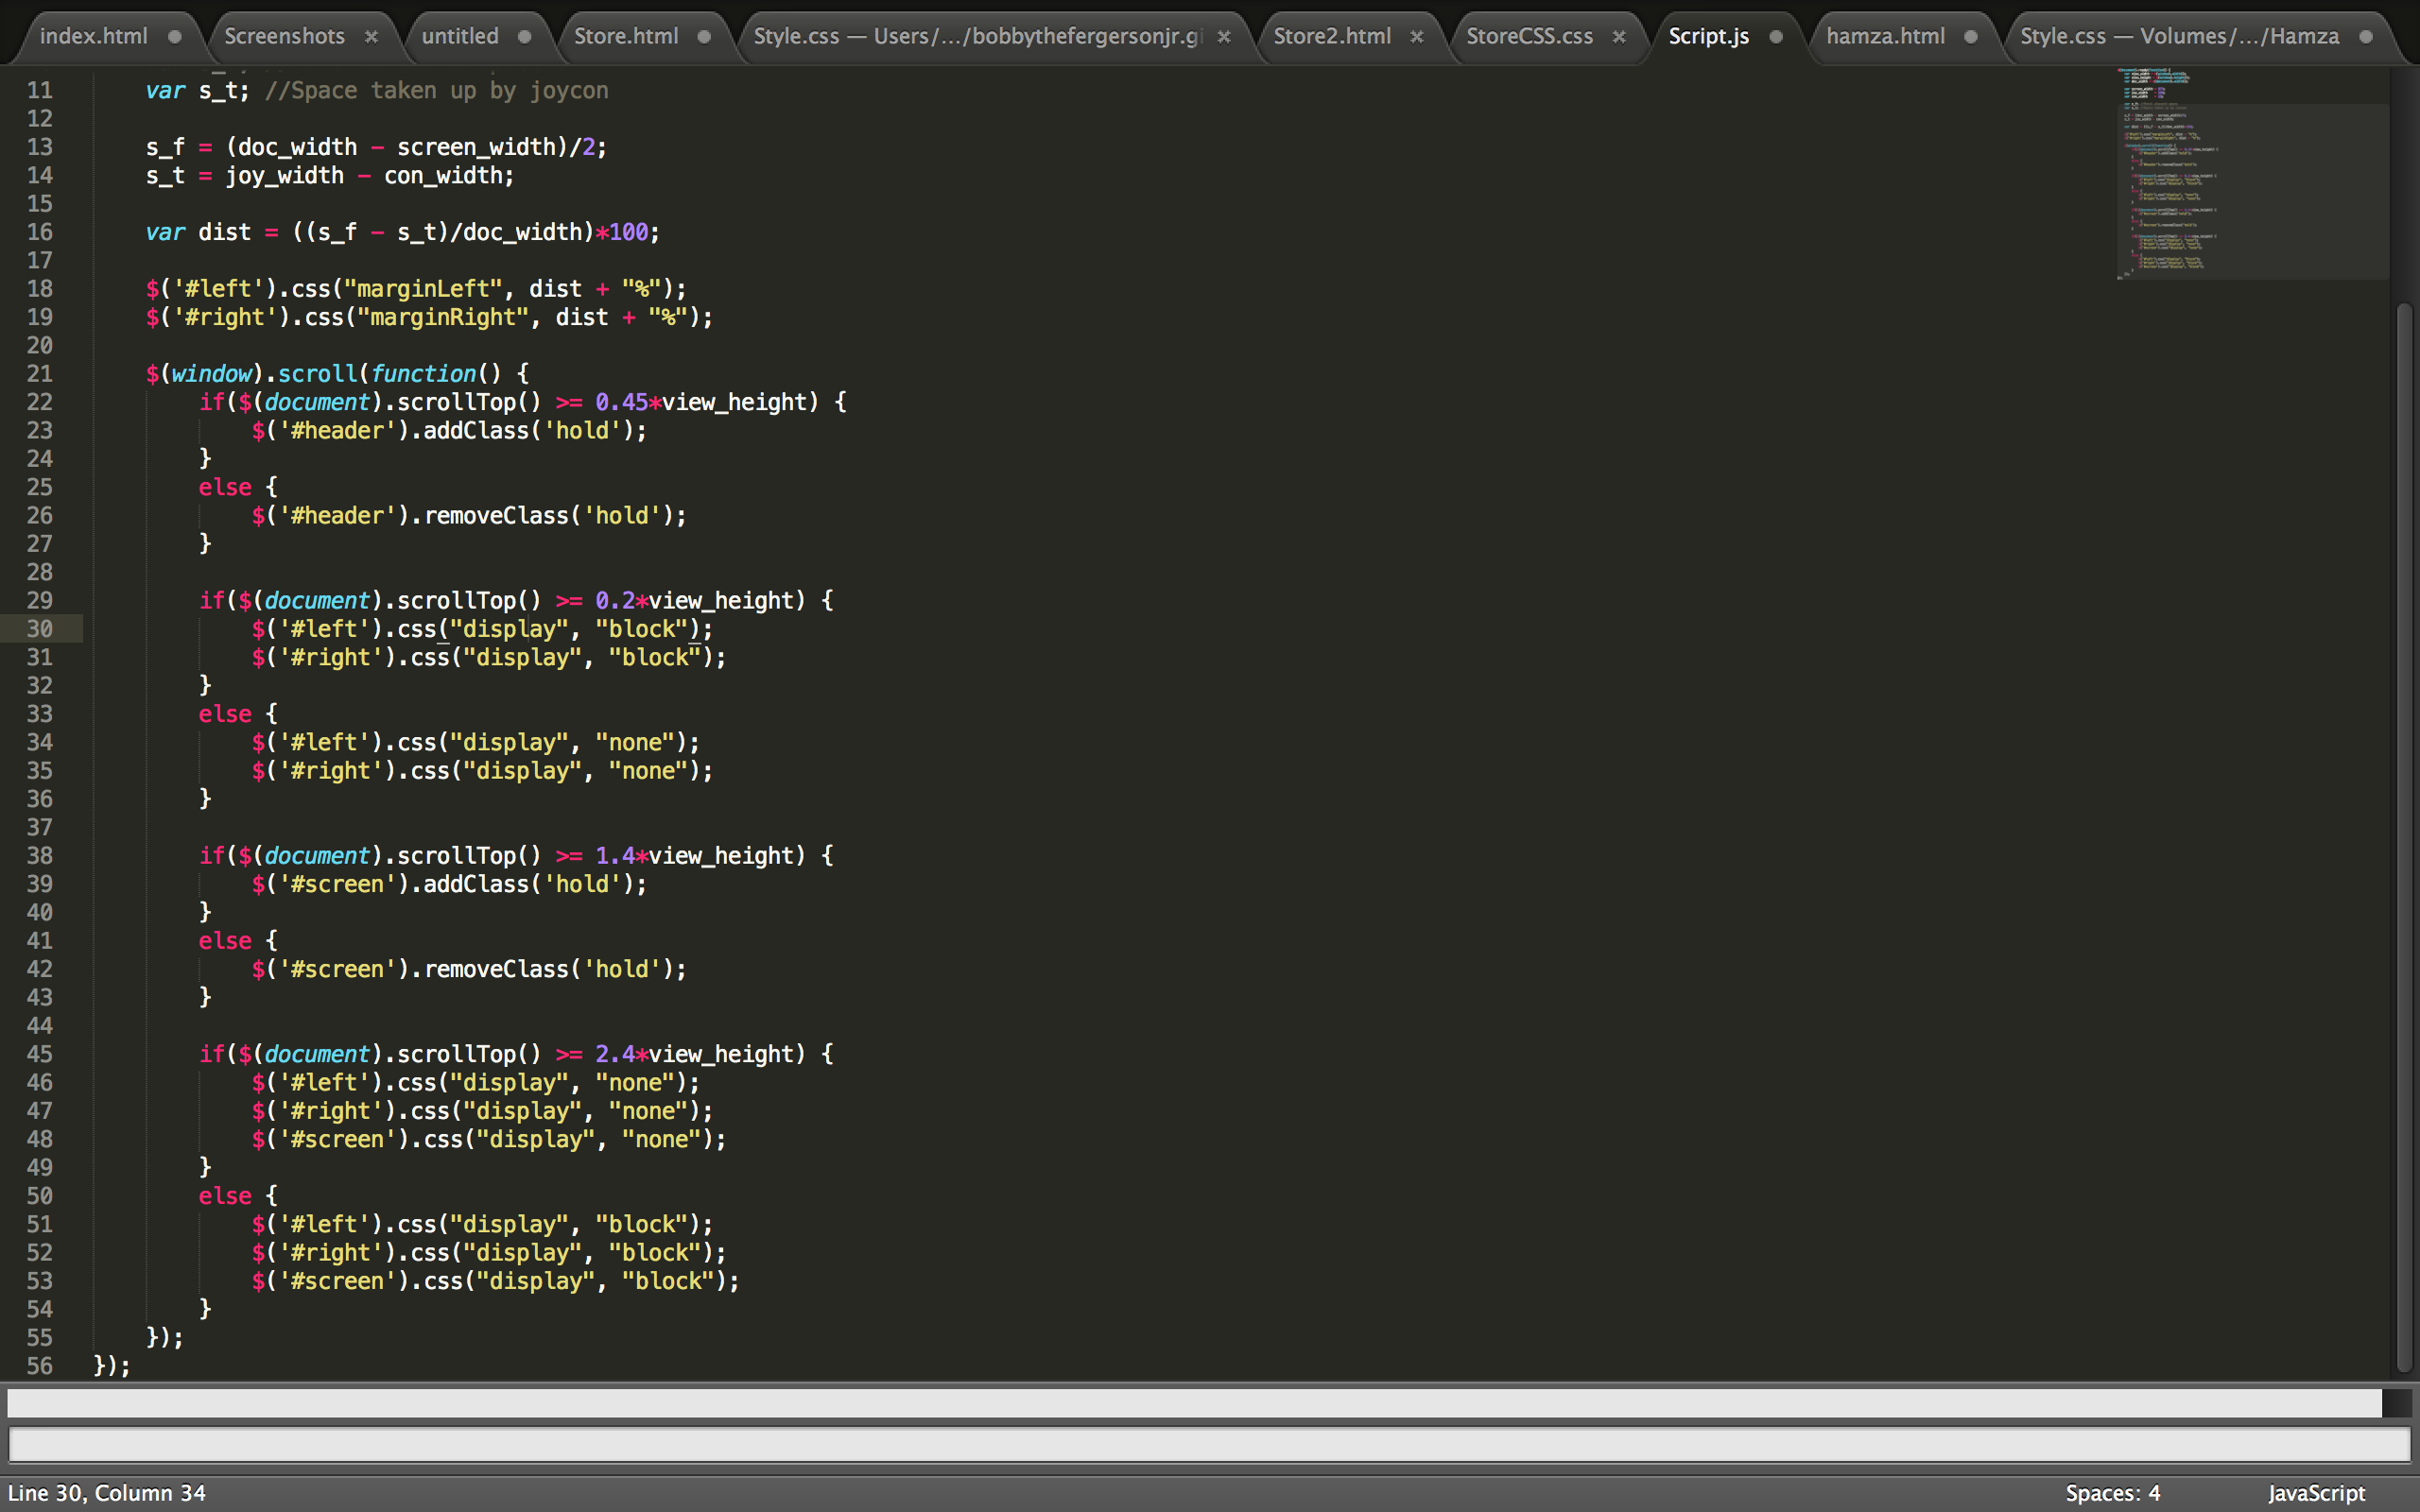 index.html
Screenshots
untitled
Store.html
Style.css — Users/.../bobbythefergersonjr.gi
Store2.html
StoreCSS.css
Script.js
hamza.html
Style.css — Volumes/.../Hamza
11 var s_t; //Space taken up by joycon
12
13 s_f = (doc_width - screen_width)/2;
14 s_t = joy_width - con_width;
15
16 var dist = ((s_f - s_t)/doc_width)*100;
17
18 $('#left').css("marginLeft", dist + "%");
19 $('#right').css("marginRight", dist + "%");
20
21 $(window).scroll(function() {
22 if($(document).scrollTop() >= 0.45*view_height) {
23 $('#header').addClass('hold');
24 }
25 else {
26 $('#header').removeClass('hold');
27 }
28
29 if($(document).scrollTop() >= 0.2*view_height) {
30 $('#left').css("display", "block");
31 $('#right').css("display", "block");
32 }
33 else {
34 $('#left').css("display", "none");
35 $('#right').css("display", "none");
36 }
37
38 if($(document).scrollTop() >= 1.4*view_height) {
39 $('#screen').addClass('hold');
40 }
41 else {
42 $('#screen').removeClass('hold');
43 }
44
45 if($(document).scrollTop() >= 2.4*view_height) {
46 $('#left').css("display", "none");
47 $('#right').css("display", "none");
48 $('#screen').css("display", "none");
49 }
50 else {
51 $('#left').css("display", "block");
52 $('#right').css("display", "block");
53 $('#screen').css("display", "block");
54 }
55 });
56 });
Line 30, Column 34
Spaces: 4
JavaScript